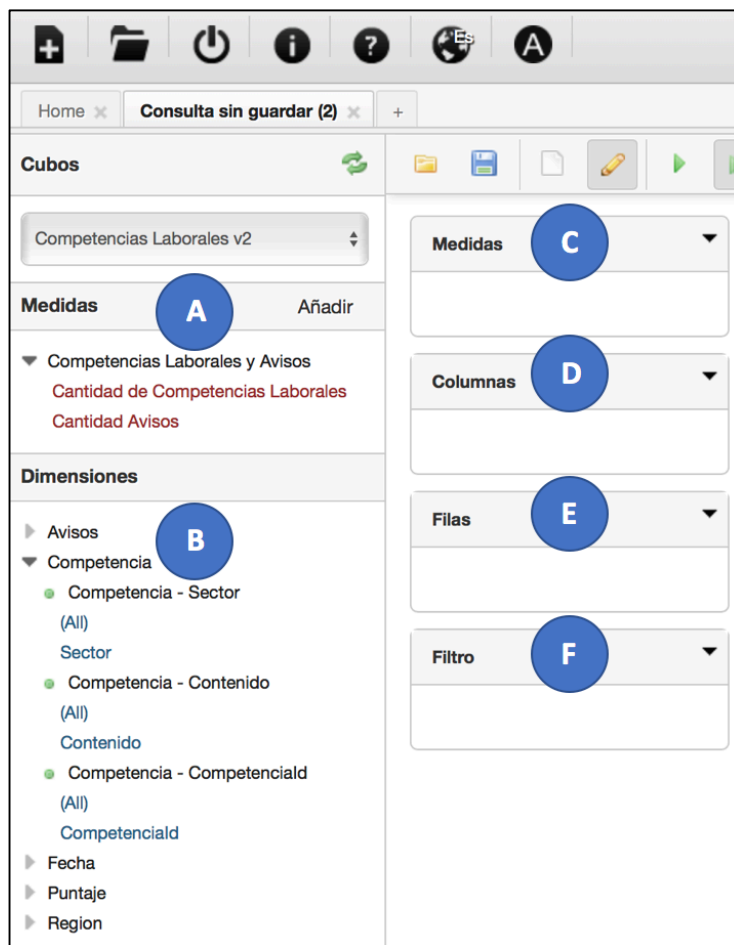 Es
A
Home
Consulta sin guardar (2)
+
Cubos
Competencias Laborales v2
Medidas
A
Añadir
Competencias Laborales y Avisos
Cantidad de Competencias Laborales
Cantidad Avisos
Dimensiones
Avisos
B
Competencia
Competencia - Sector
(All)
Sector
Competencia - Contenido
(All)
Contenido
Competencia - CompetenciaId
(All)
CompetenciaId
Fecha
Puntaje
Region
Medidas
C
Columnas
D
Filas
E
Filtro
F